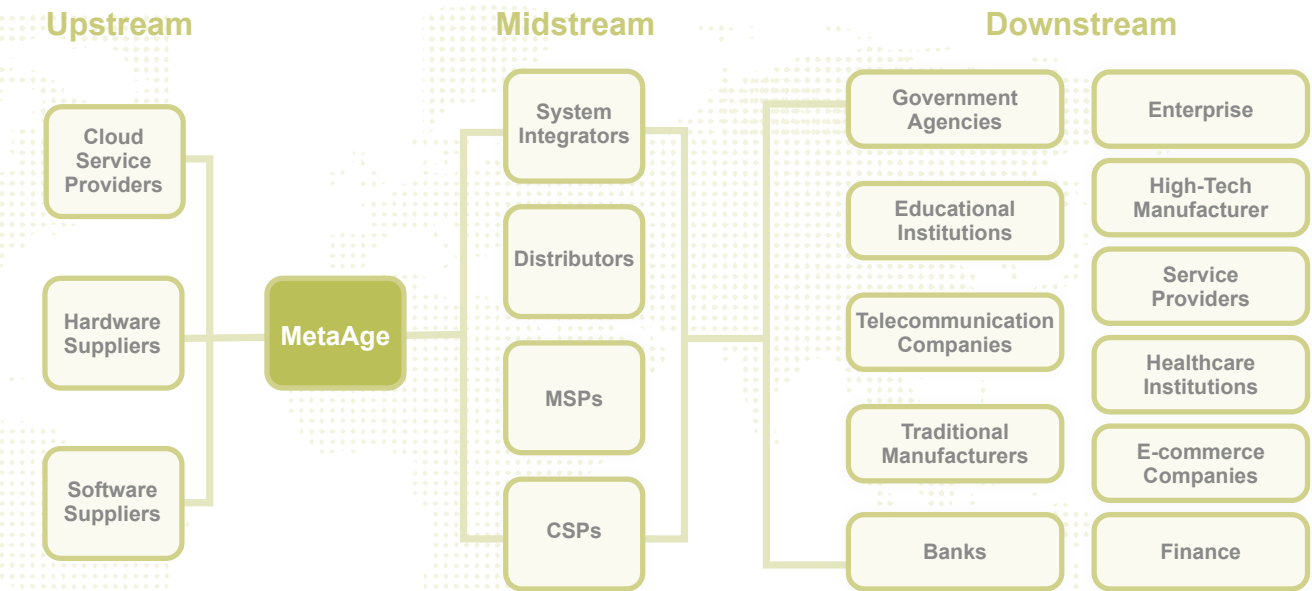 Upstream
Midstream
Downstream
Cloud
Service
Providers
Hardware
Suppliers
Software
Suppliers
MetaAge
System
Integrators
Distributors
MSPs
CSPs
Government
Agencies
Educational
Institutions
Telecommunication
Companies
Traditional
Manufacturers
Banks
Enterprise
High-Tech
Manufacturer
Service
Providers
Healthcare
Institutions
E-commerce
Companies
Finance